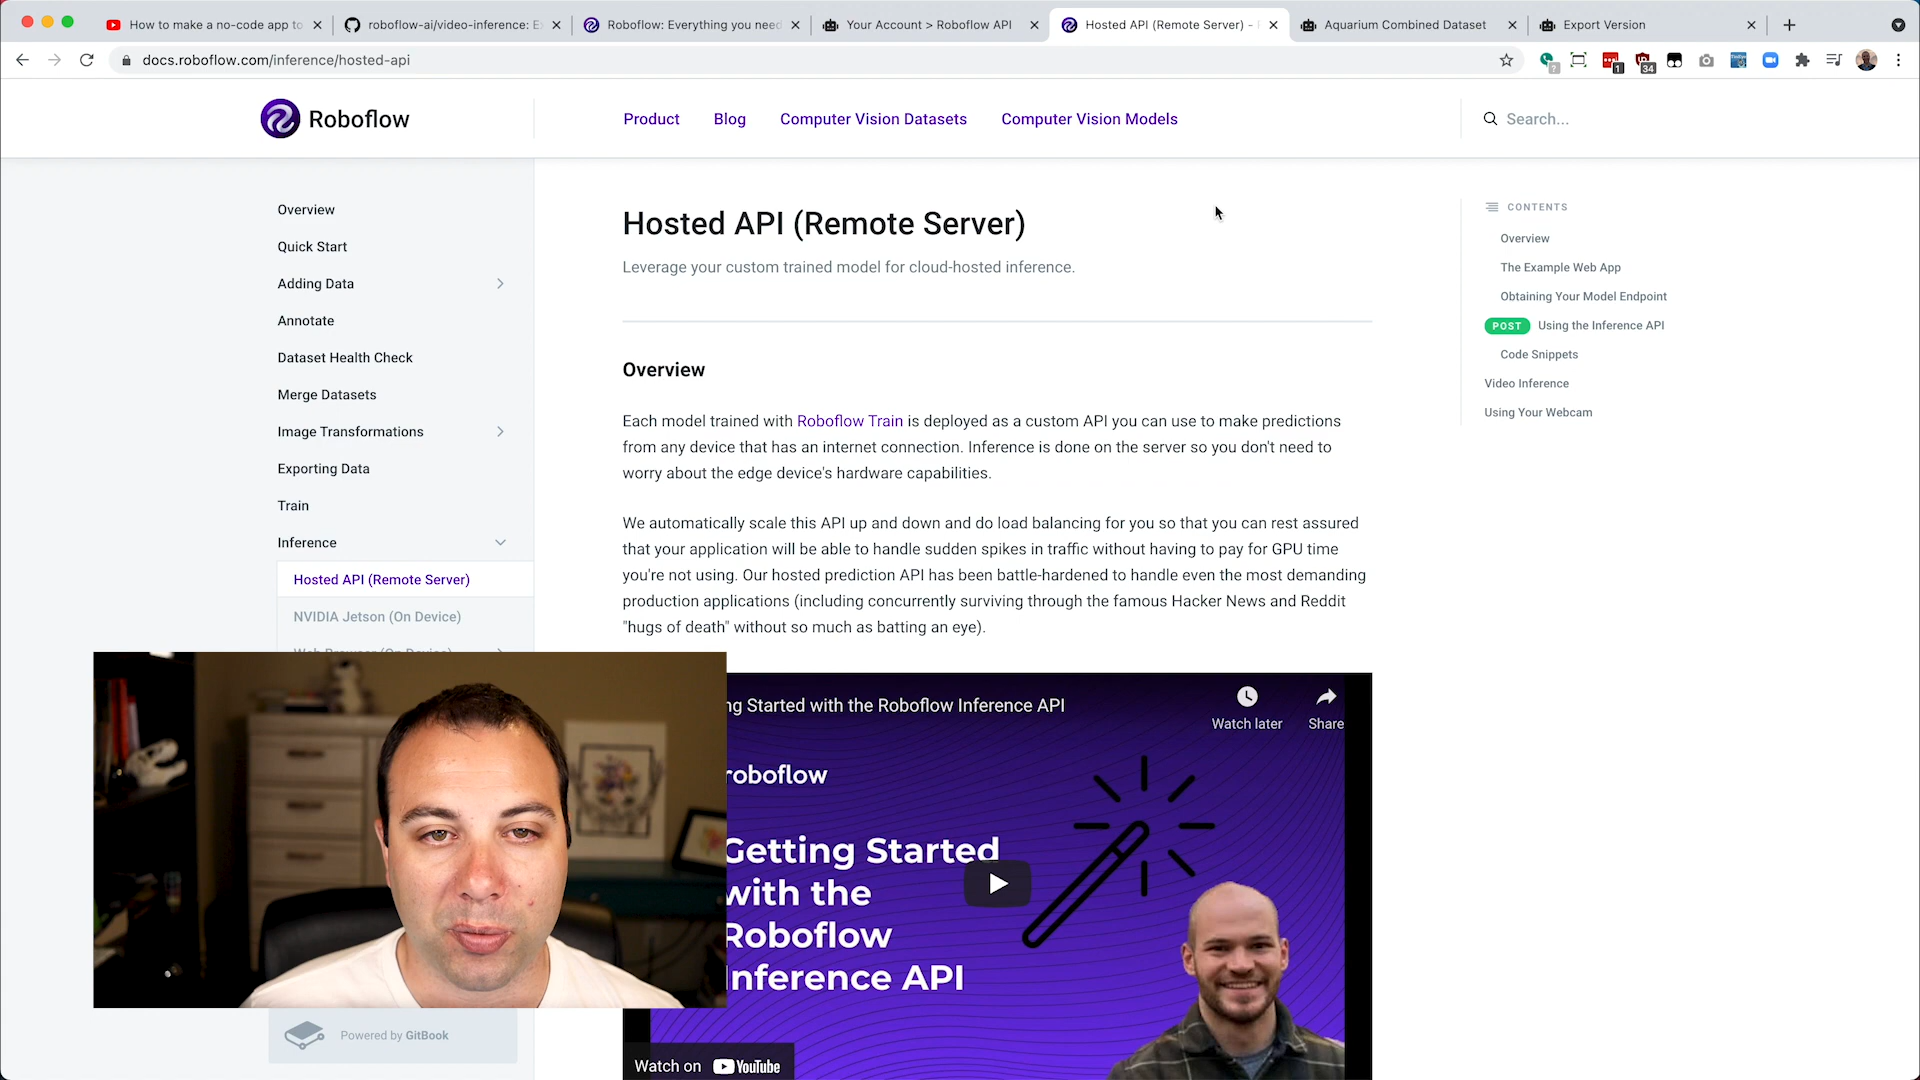 How to make a no-code app to
roboflow-ai/video-inference: E
Roboflow: Everything you need
Your Account > Roboflow API
Hosted API (Remote Server) -
Aquarium Combined Dataset
Export Version
docs.roboflow.com/inference/hosted-api
?
1
34
Roboflow
Product
Blog
Computer Vision Datasets
Computer Vision Models
Search...
Overview
Quick Start
Adding Data
Annotate
Dataset Health Check
Merge Datasets
Image Transformations
Exporting Data
Train
Inference
Hosted API (Remote Server)
NVIDIA Jetson (On Device)
Web Browser (On Device)
Powered by GitBook
Hosted API (Remote Server)
Leverage your custom trained model for cloud-hosted inference.
Overview
Each model trained with Roboflow Train is deployed as a custom API you can use to make predictions
from any device that has an internet connection. Inference is done on the server so you don't need to
worry about the edge device's hardware capabilities.
We automatically scale this API up and down and do load balancing for you so that you can rest assured
that your application will be able to handle sudden spikes in traffic without having to pay for GPU time
you're not using. Our hosted prediction API has been battle-hardened to handle even the most demanding
production applications (including concurrently surviving through the famous Hacker News and Reddit
"hugs of death" without so much as batting an eye).
ng Started with the Roboflow Inference API
Watch later
Share
roboflow
Getting Started
with the
Roboflow
Inference API
Watch on YouTube
CONTENTS
Overview
The Example Web App
Obtaining Your Model Endpoint
POST Using the Inference API
Code Snippets
Video Inference
Using Your Webcam